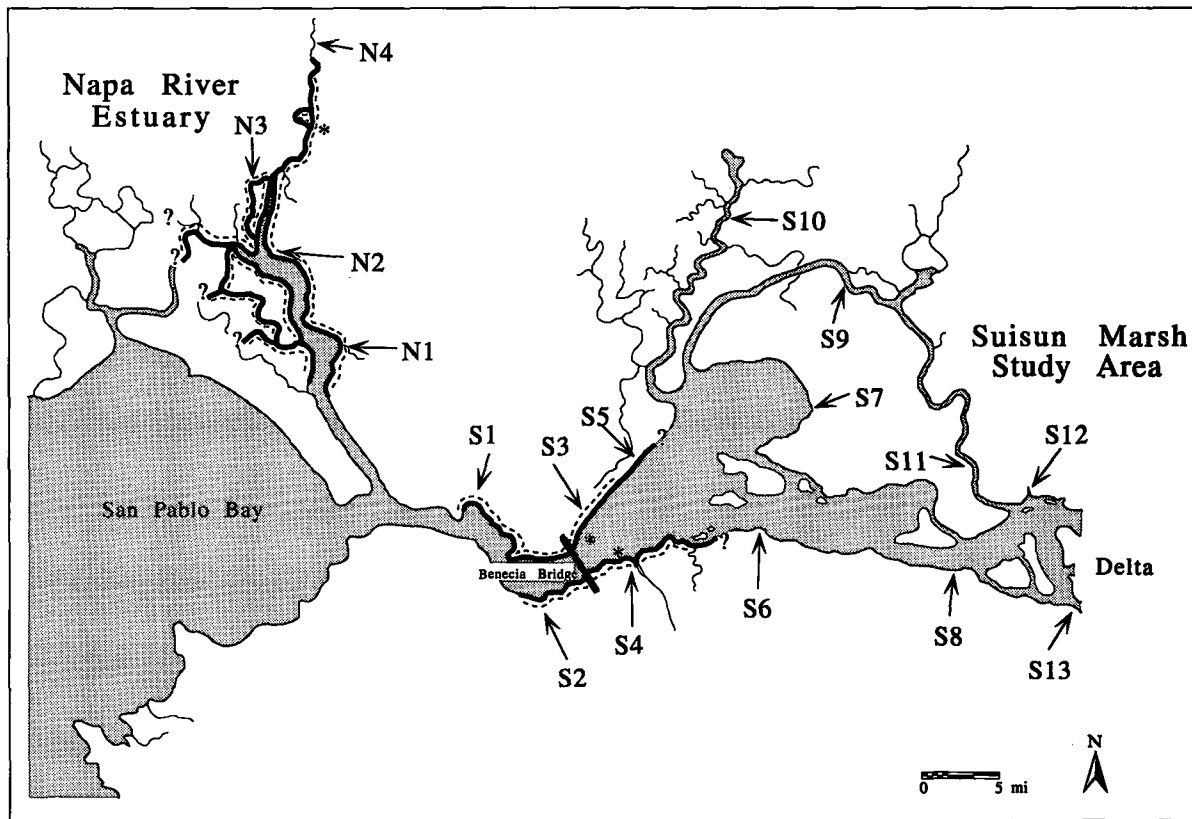 N4
Napa River
Estuary
N3
*
?
?
N2
?
?
N1
S10
S9
Suisun Marsh
Study Area
S7
S5
?
S1
S3
S12
S11
San Pablo Bay
*
*
?
Benecia Bridge
Delta
S6
S4
S8
S2
S13
N
0 5 mi